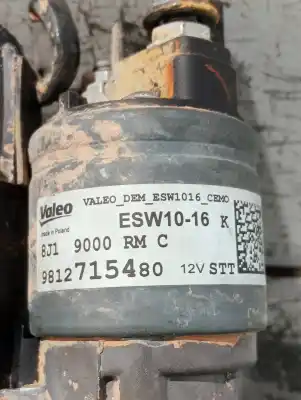 VALEO_DEM_ESW1016_CEMO
Valeo
Made in Poland
ESW10-16 K
8J1 9000 RM C
9812715480 12V STT